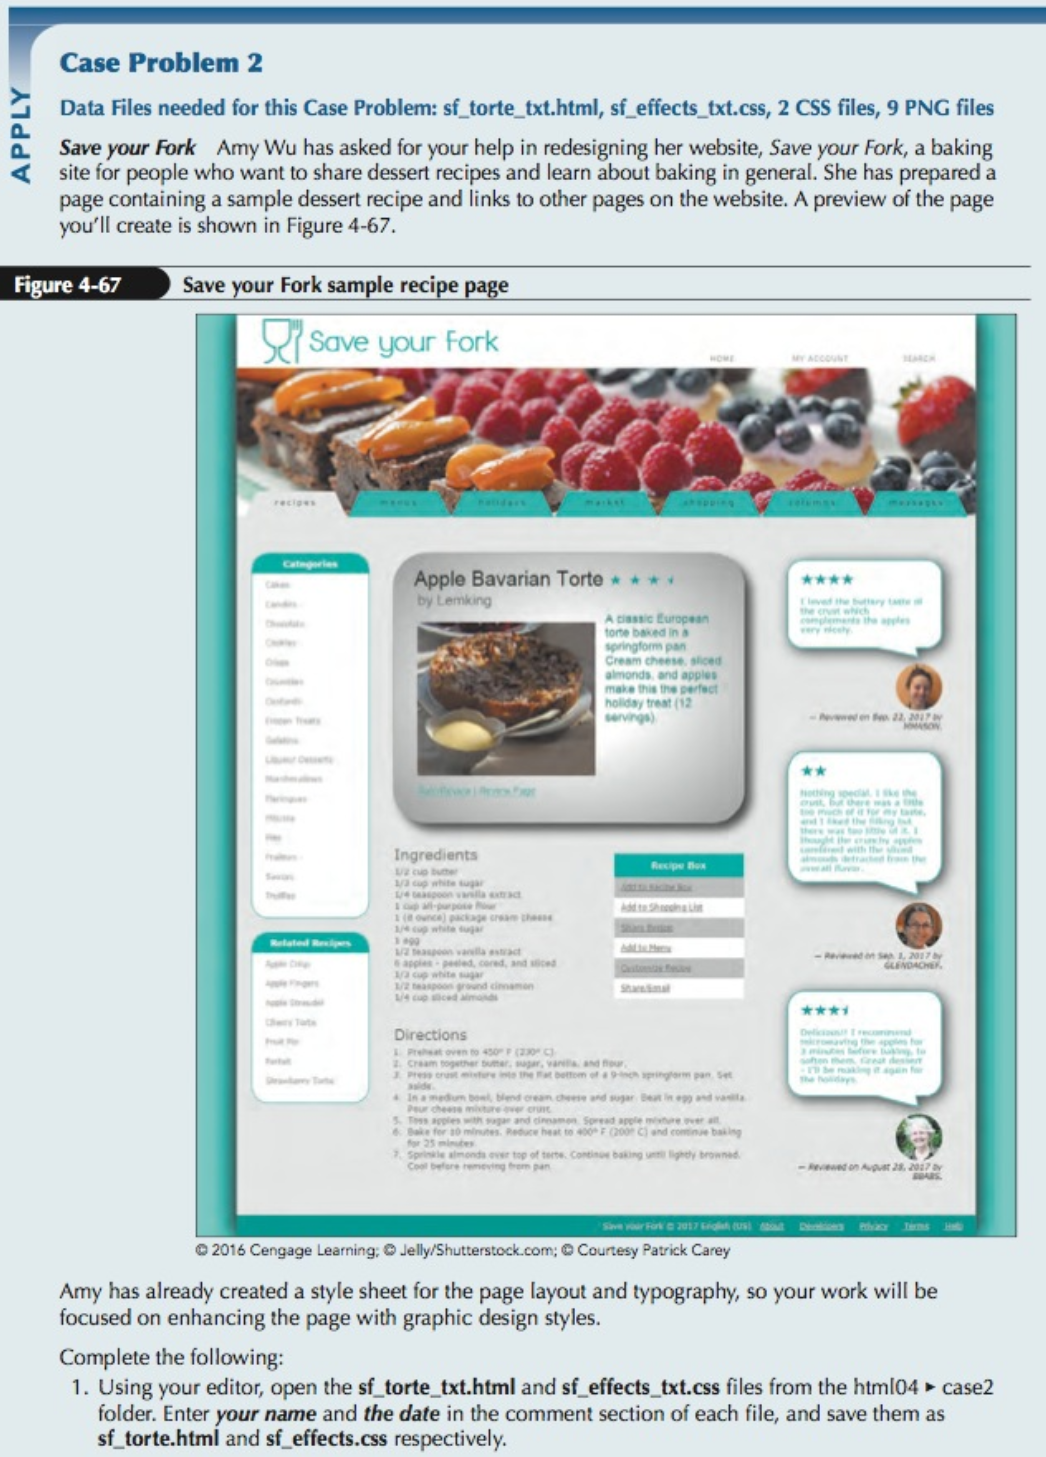 APPLY
Case Problem 2
Data Files needed for this Case Problem: sf_torte_txt.html, sf_effects_txt.css, 2 CSS files, 9 PNG files
Save your Fork Amy Wu has asked for your help in redesigning her website, Save your Fork, a baking
site for people who want to share dessert recipes and learn about baking in general. She has prepared a
page containing a sample dessert recipe and links to other pages on the website. A preview of the page
you'll create is shown in Figure 4-67.
Figure 4-67 Save your Fork sample recipe page
Save your Fork
HOME MY ACCOUNT SEARCH
recipes menus holidays market shopping columns messages
Categories
Cakes
Candies
Chocolate
Cookies
Crisps
Crumbles
Custards
Frozen Treats
Gelatins
Liqueur Desserts
Marshmallows
Meringues
Pies
Truffles
Related Recipes
Apple Crisp
Apple Fingers
Apple Streudel
Cherry Torte
Fruit Pie
Parfait
Strawberry Torte
Apple Bavarian Torte
by Lemking
A classic European
torte baked in a
springform pan.
Cream cheese, sliced
almonds, and apples
make this the perfect
holiday treat (12
servings).
Rate Recipe | Review Page
Ingredients
1/2 cup butter
1/3 cup white sugar
1/4 teaspoon vanilla extract
1 cup all-purpose flour
1 (8 ounce) package cream cheese
1/4 cup white sugar
1 egg
1/2 teaspoon vanilla extract
6 apples - peeled, cored, and sliced
1/3 cup white sugar
1/2 teaspoon ground cinnamon
1/4 cup sliced almonds
Recipe Box
Add to Recipe Box
Add to Shopping List
Share Recipe
Add to Menu
Customize Recipe
Share/Email
Directions
1. Preheat oven to 450° F (230° C).
2. Cream together butter, sugar, vanilla, and flour.
3. Press crust mixture into the flat bottom of a 9-inch springform pan. Set
aside.
4. In a medium bowl, blend cream cheese and sugar. Beat in egg and vanilla.
Pour cheese mixture over crust.
5. Toss apples with sugar and cinnamon. Spread apple mixture over all.
6. Bake for 10 minutes. Reduce heat to 400° F (200° C) and continue baking
for 25 minutes.
7. Sprinkle almonds over top of torte. Continue baking until lightly browned.
Cool before removing from pan.
★★★★
I loved the buttery taste of
the crust which
complements the apples
very nicely.
— Reviewed on Sep. 22, 2017 by
MMASON.
★★
Nothing special. I like the
crust, but there was a little
too much of it for my taste,
and I liked the filling but
there was too little of it. I
thought the crunchy apples
combined with the sliced
almonds detracted from the
overall flavor.
— Reviewed on Sep. 1, 2017 by
GLENDACHEF.
Delicious!! I recommend
microwaving the apples for
3 minutes before baking, to
soften them. Great dessert
- I'll be making it again for
the holidays.
— Reviewed on August 28, 2017 by
BBABS.
Save your Fork © 2017 English (US) About Developers Privacy Terms Help
© 2016 Cengage Learning; © Jelly/Shutterstock.com; © Courtesy Patrick Carey
Amy has already created a style sheet for the page layout and typography, so your work will be
focused on enhancing the page with graphic design styles.
Complete the following:
1. Using your editor, open the sf_torte_txt.html and sf_effects_txt.css files from the html04 ▸ case2
folder. Enter your name and the date in the comment section of each file, and save them as
sf_torte.html and sf_effects.css respectively.